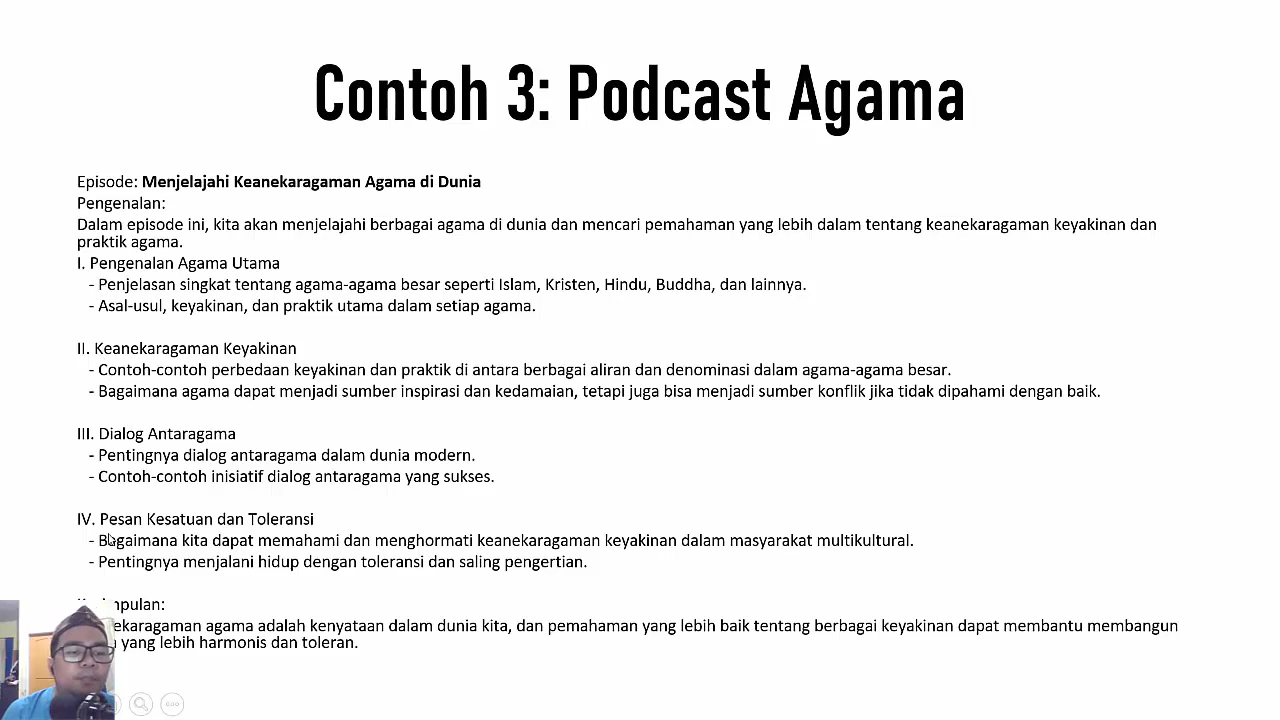 Contoh 3: Podcast Agama
Episode: Menjelajahi Keanekaragaman Agama di Dunia
Pengenalan:
Dalam episode ini, kita akan menjelajahi berbagai agama di dunia dan mencari pemahaman yang lebih dalam tentang keanekaragaman keyakinan dan
praktik agama.
I. Pengenalan Agama Utama
- Penjelasan singkat tentang agama-agama besar seperti Islam, Kristen, Hindu, Buddha, dan lainnya.
- Asal-usul, keyakinan, dan praktik utama dalam setiap agama.
II. Keanekaragaman Keyakinan
- Contoh-contoh perbedaan keyakinan dan praktik di antara berbagai aliran dan denominasi dalam agama-agama besar.
- Bagaimana agama dapat menjadi sumber inspirasi dan kedamaian, tetapi juga bisa menjadi sumber konflik jika tidak dipahami dengan baik.
III. Dialog Antaragama
- Pentingnya dialog antaragama dalam dunia modern.
- Contoh-contoh inisiatif dialog antaragama yang sukses.
IV. Pesan Kesatuan dan Toleransi
- Bagaimana kita dapat memahami dan menghormati keanekaragaman keyakinan dalam masyarakat multikultural.
- Pentingnya menjalani hidup dengan toleransi dan saling pengertian.
agama adalah kenyataan dalam dunia kita, dan pemahaman yang lebih baik tentang berbagai keyakinan dapat membantu membangun
yang lebih harmonis dan toleran.